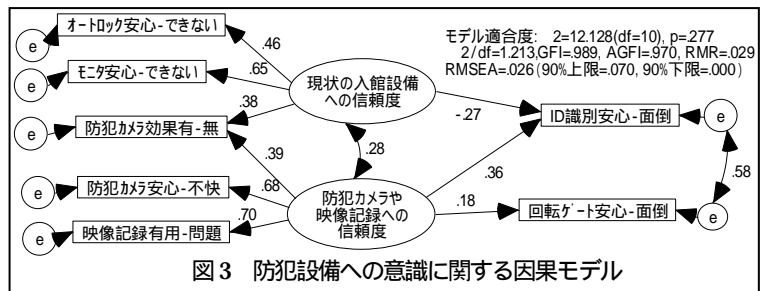 オートロック安心-できない
モデル適合度: 2=12.128(df=10), p=.277
2/df=1.213,GFI=.989, AGFI=.970, RMR=.029
RMSEA=.026(90%上限=.070, 90%下限=.000)
e
.46
モニタ安心-できない
e
.65
現状の入館設備
への信頼度
.38
-.27
ID識別安心-面倒
e
防犯カメラ効果有-無
e
.28
.39
.36
.58
防犯カメラ安心-不快
e
.68
防犯カメラや
映像記録への
信頼度
.18
回転ゲート安心-面倒
e
.70
映像記録有用-問題
e
図3 防犯設備への意識に関する因果モデル